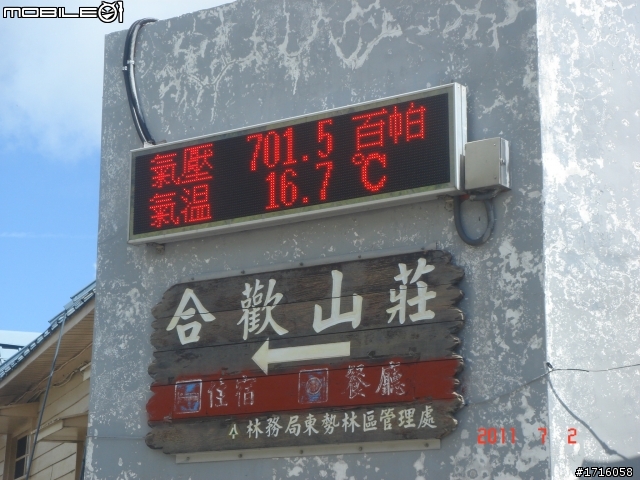 MOBILE01
氣壓 701.5 百帕
氣溫 16.7 ℃
合歡山莊
住宿 餐廳
林務局東勢林區管理處
2011 7 2
#1716058